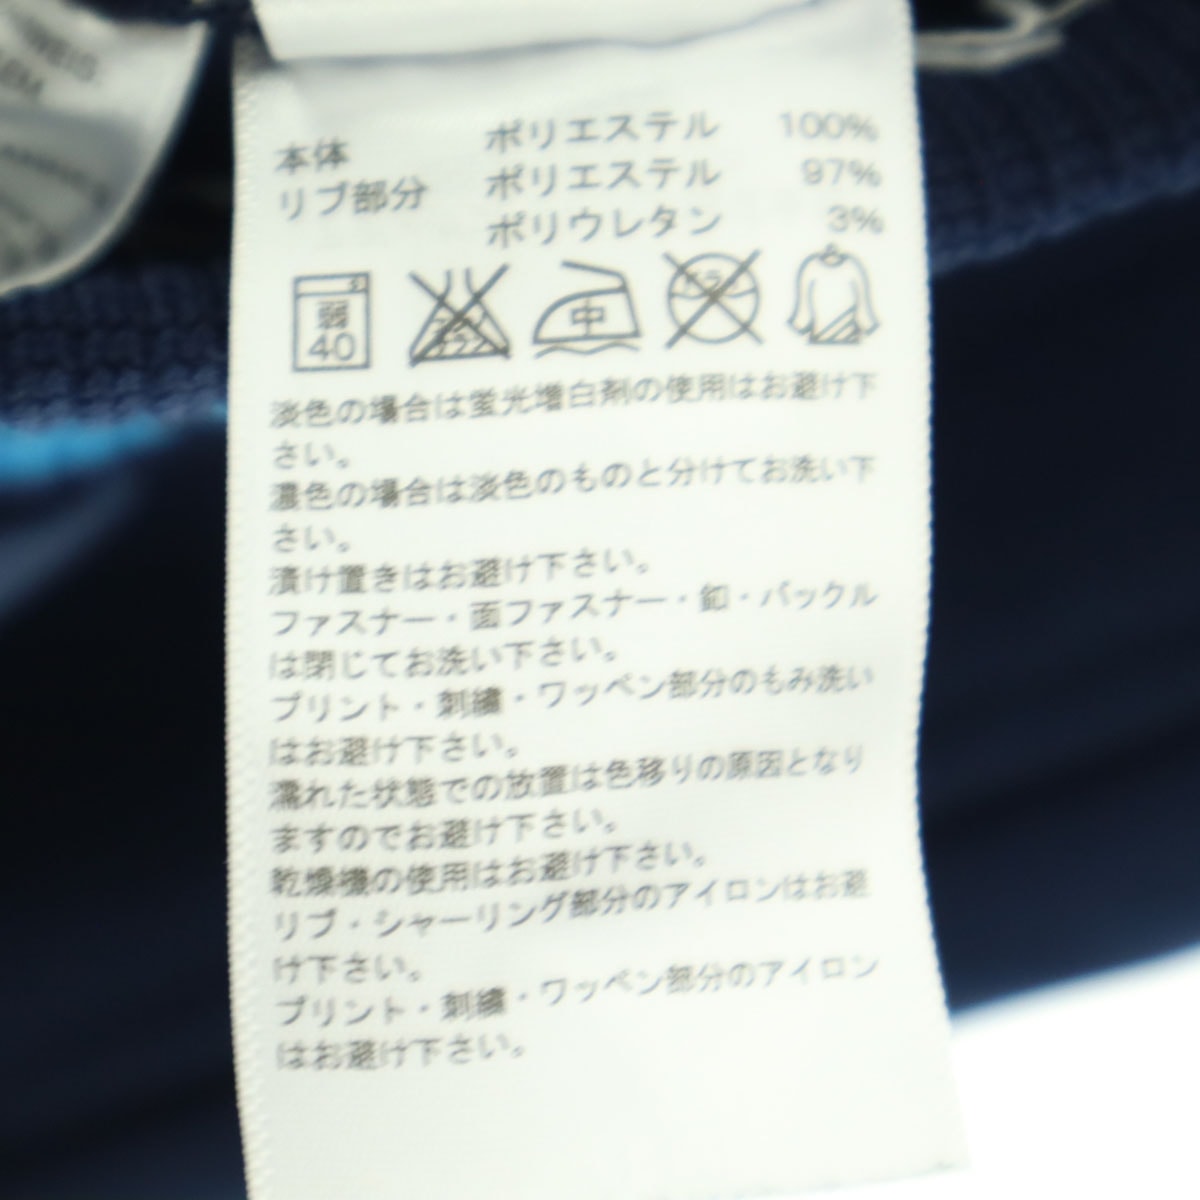 本体 ポリエステル 100%
リブ部分 ポリエステル 97%
ポリウレタン 3%
弱 40
中
淡色の場合は蛍光増白剤の使用はお避け下
さい。
濃色の場合は淡色のものと分けてお洗い下
さい。
漬け置きはお避け下さい。
ファスナー・面ファスナー・釦・バックル
は閉じてお洗い下さい。
プリント・刺繍・ワッペン部分のもみ洗い
はお避け下さい。
濡れた状態での放置は色移りの原因となり
ますのでお避け下さい。
乾燥機の使用はお避け下さい。
リブ・シャーリング部分のアイロンはお避
け下さい。
プリント・刺繍・ワッペン部分のアイロン
はお避け下さい。